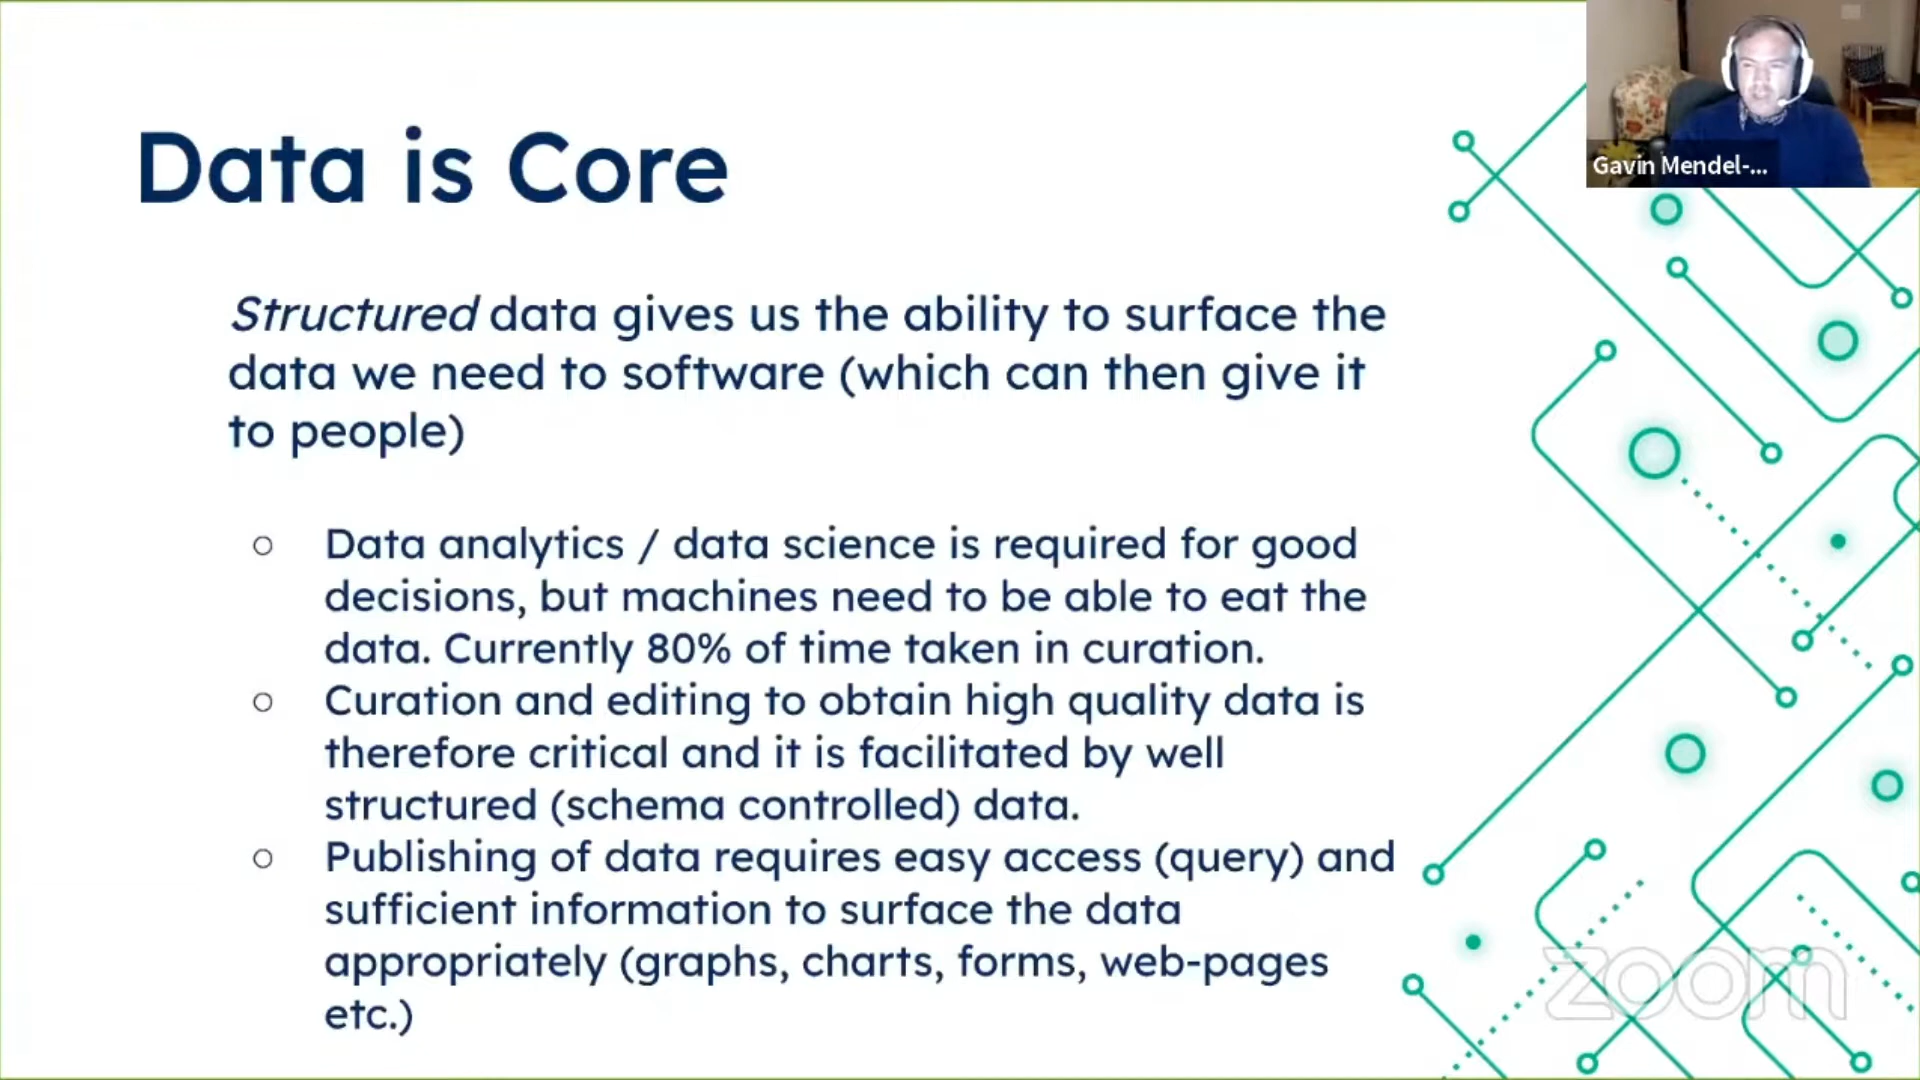 Data is Core
Structured data gives us the ability to surface the
data we need to software (which can then give it
to people)
Data analytics / data science is required for good
decisions, but machines need to be able to eat the
data. Currently 80% of time taken in curation.
Curation and editing to obtain high quality data is
therefore critical and it is facilitated by well
structured (schema controlled) data.
Publishing of data requires easy access (query) and
sufficient information to surface the data
appropriately (graphs, charts, forms, web-pages
etc.)
Gavin Mendel-...
zoom